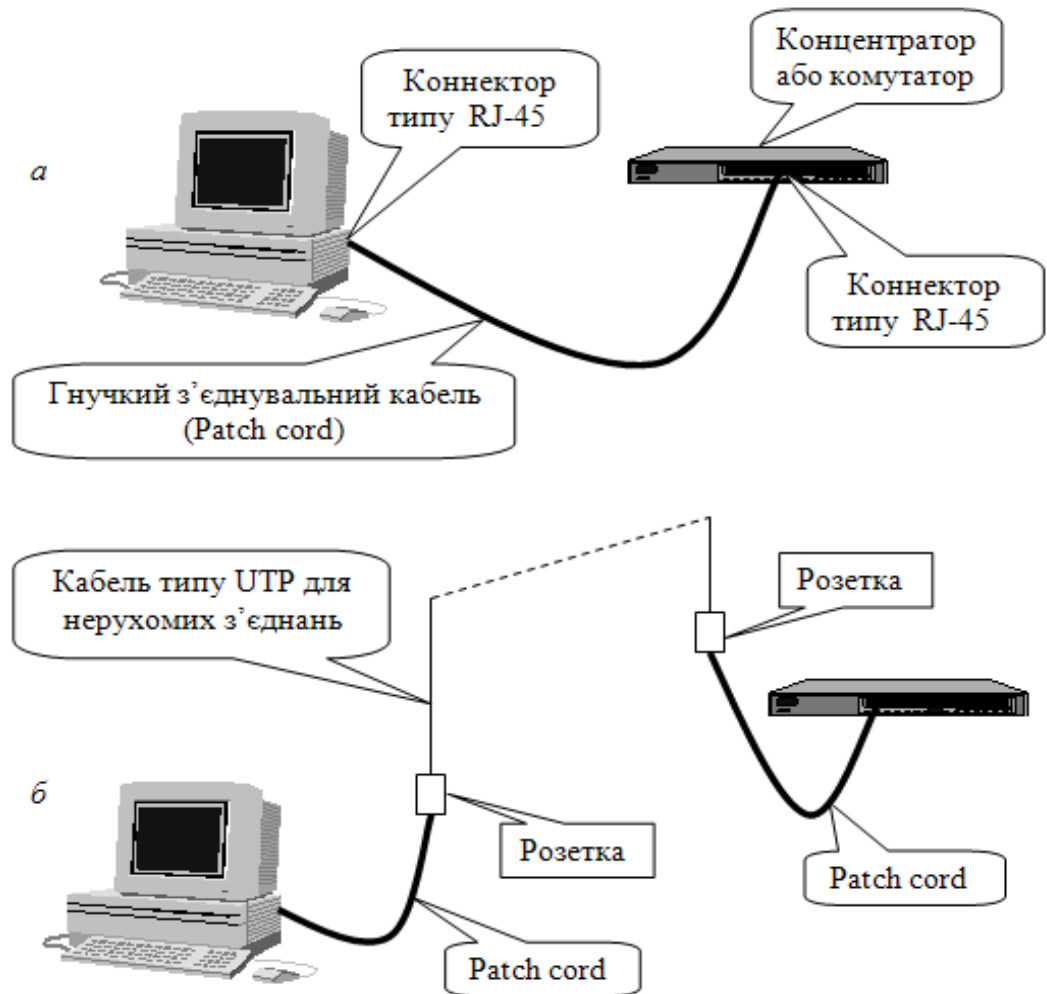 Концентратор
або комутатор
Коннектор
типу RJ-45
а
Коннектор
типу RJ-45
Гнучкий з’єднувальний кабель
(Patch cord)
Кабель типу UTP для
нерухомих з’єднань
Розетка
б
Розетка
Patch cord
Patch cord